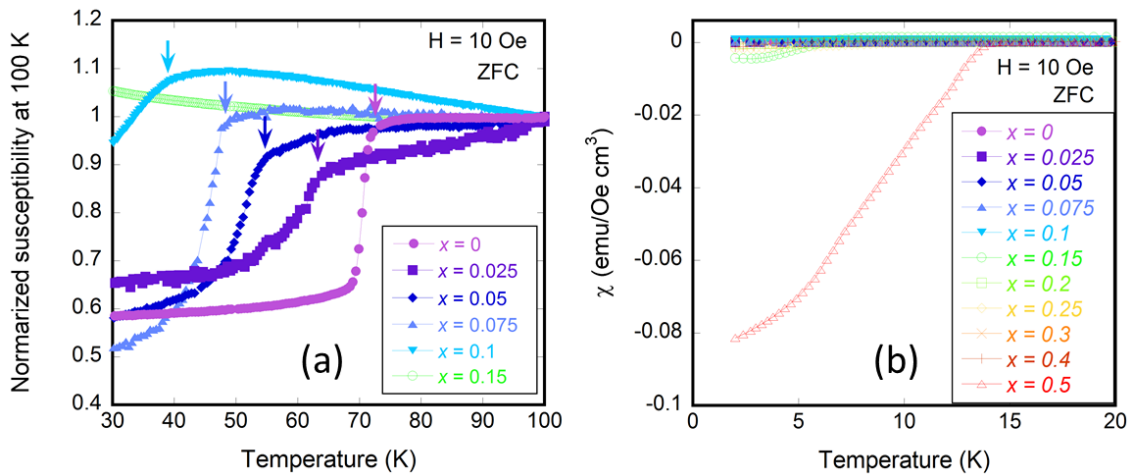 Normarized susceptibility at 100 K
1.2
1.1
1
0.9
0.8
0.7
0.6
0.5
0.4
H = 10 Oe
ZFC
x = 0
x = 0.025
x = 0.05
x = 0.075
x = 0.1
x = 0.15
(a)
30 40 50 60 70 80 90 100
Temperature (K)
χ (emu/Oe cm³)
0
-0.02
-0.04
-0.06
-0.08
-0.1
H = 10 Oe
ZFC
x = 0
x = 0.025
x = 0.05
x = 0.075
x = 0.1
x = 0.15
x = 0.2
x = 0.25
x = 0.3
x = 0.4
x = 0.5
(b)
0 5 10 15 20
Temperature (K)